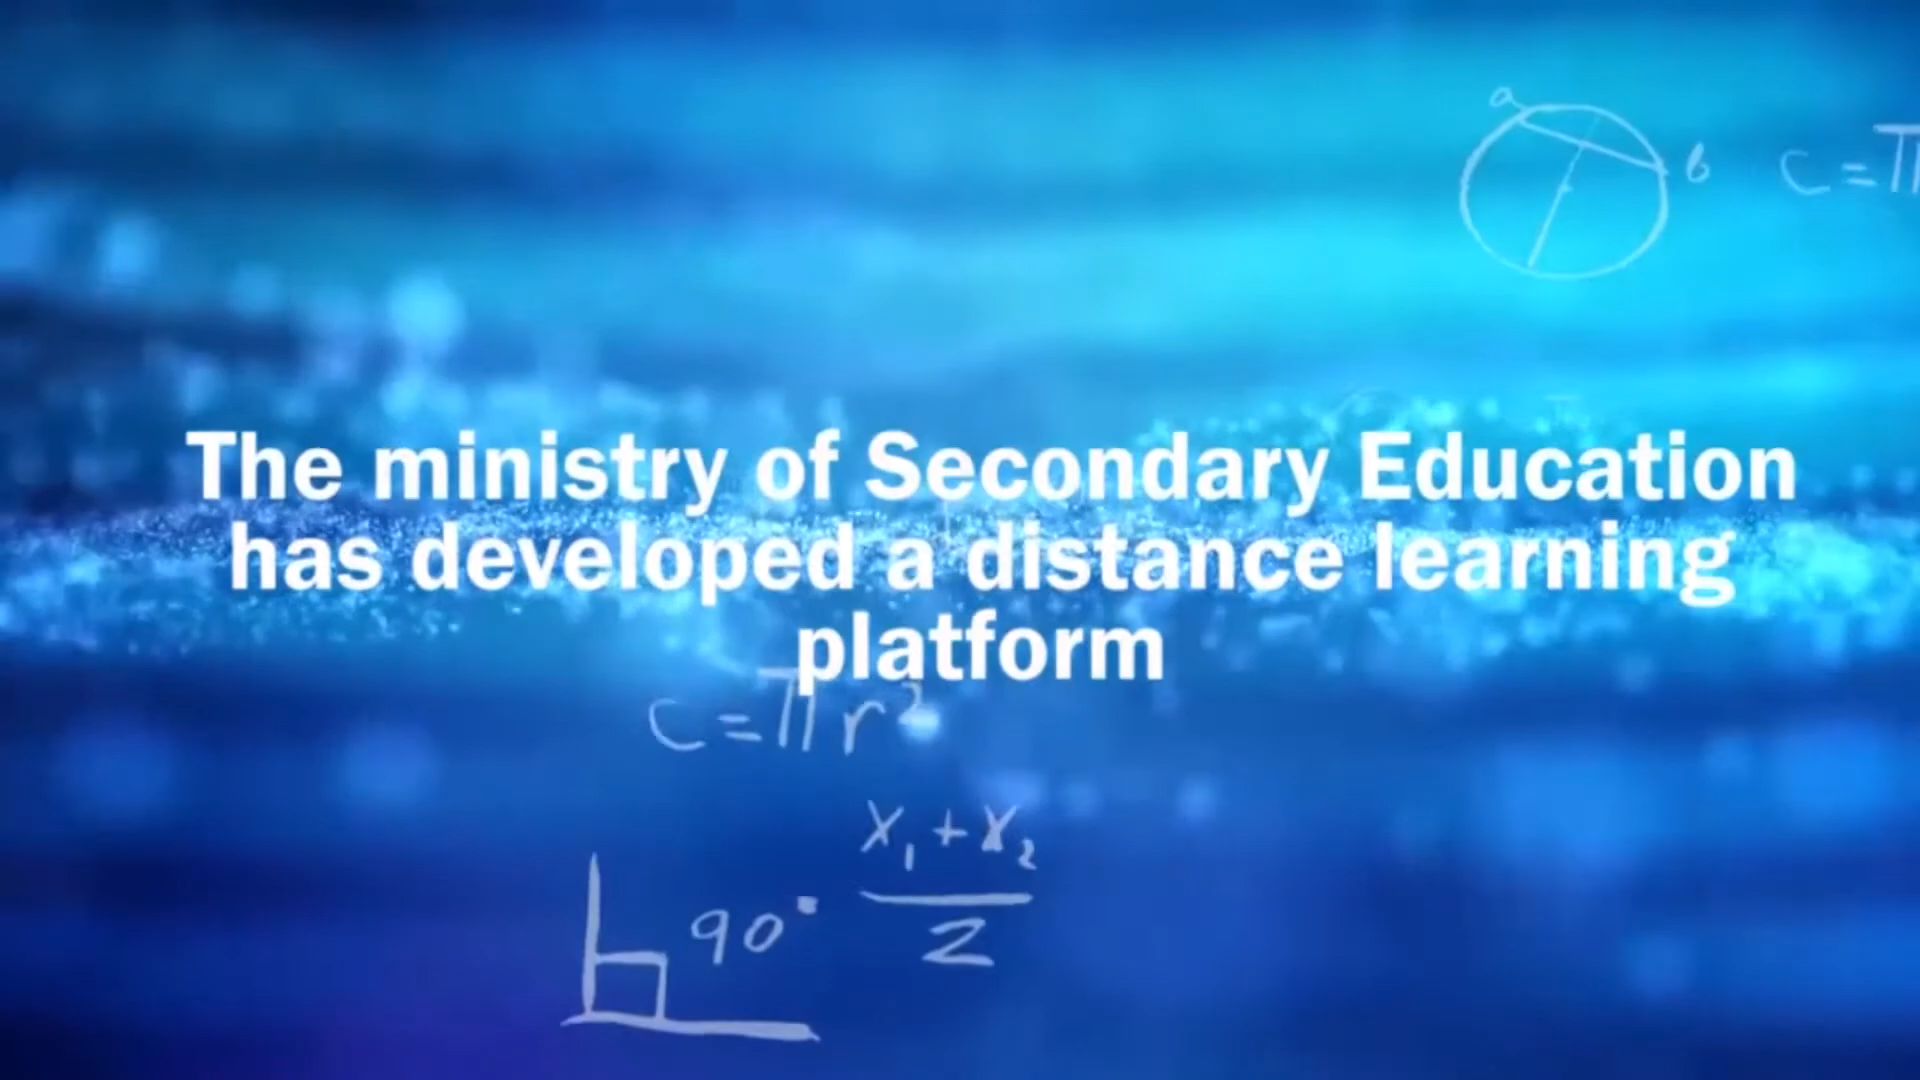 a
b c=π
The ministry of Secondary Education
has developed a distance learning
platform
c=πr²
x₁+x₂
90°
2